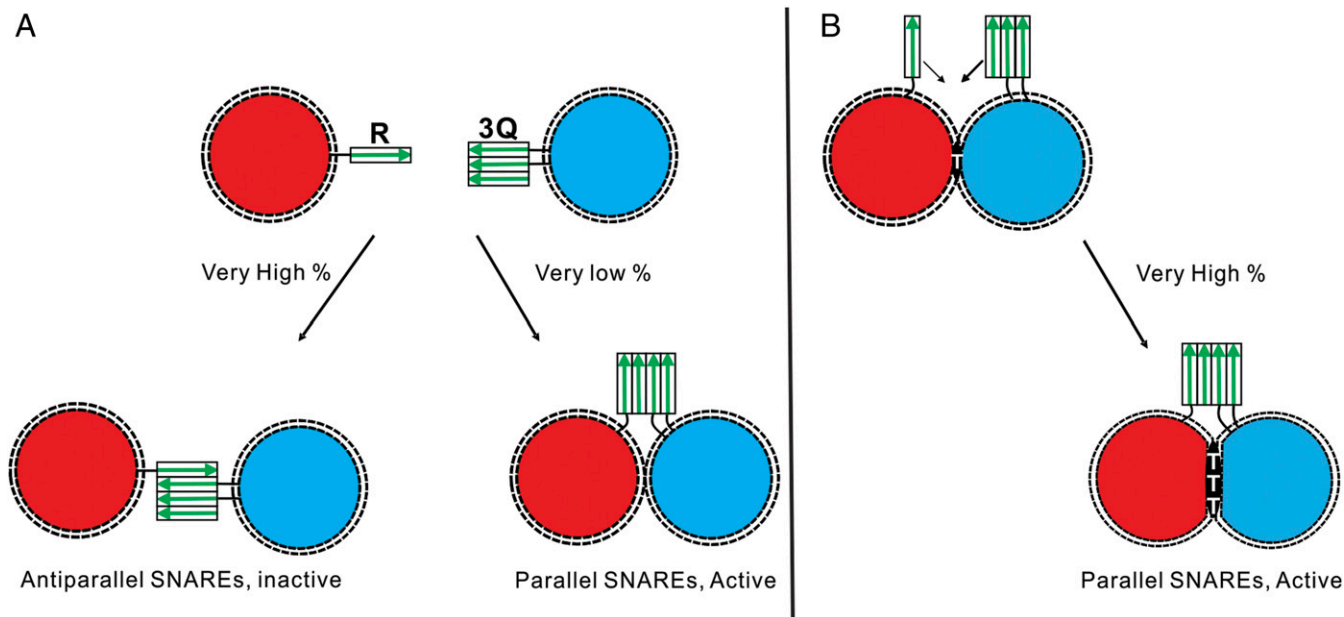 A
R
3Q
Very High %
Very low %
Antiparallel SNAREs, inactive
Parallel SNAREs, Active
B
T
Very High %
T
T
T
Parallel SNAREs, Active